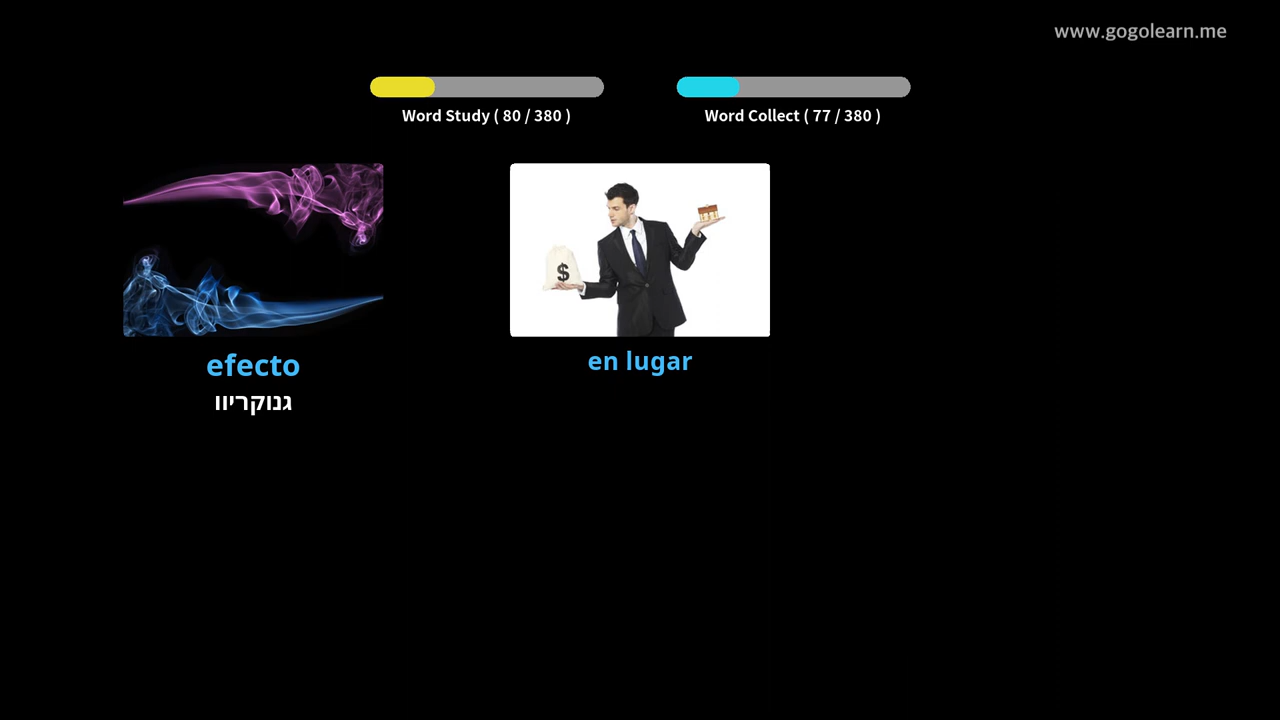 www.gogolearn.me
Word Study ( 80 / 380 )
Word Collect ( 77 / 380 )
$
efecto
גנוקריוו
en lugar